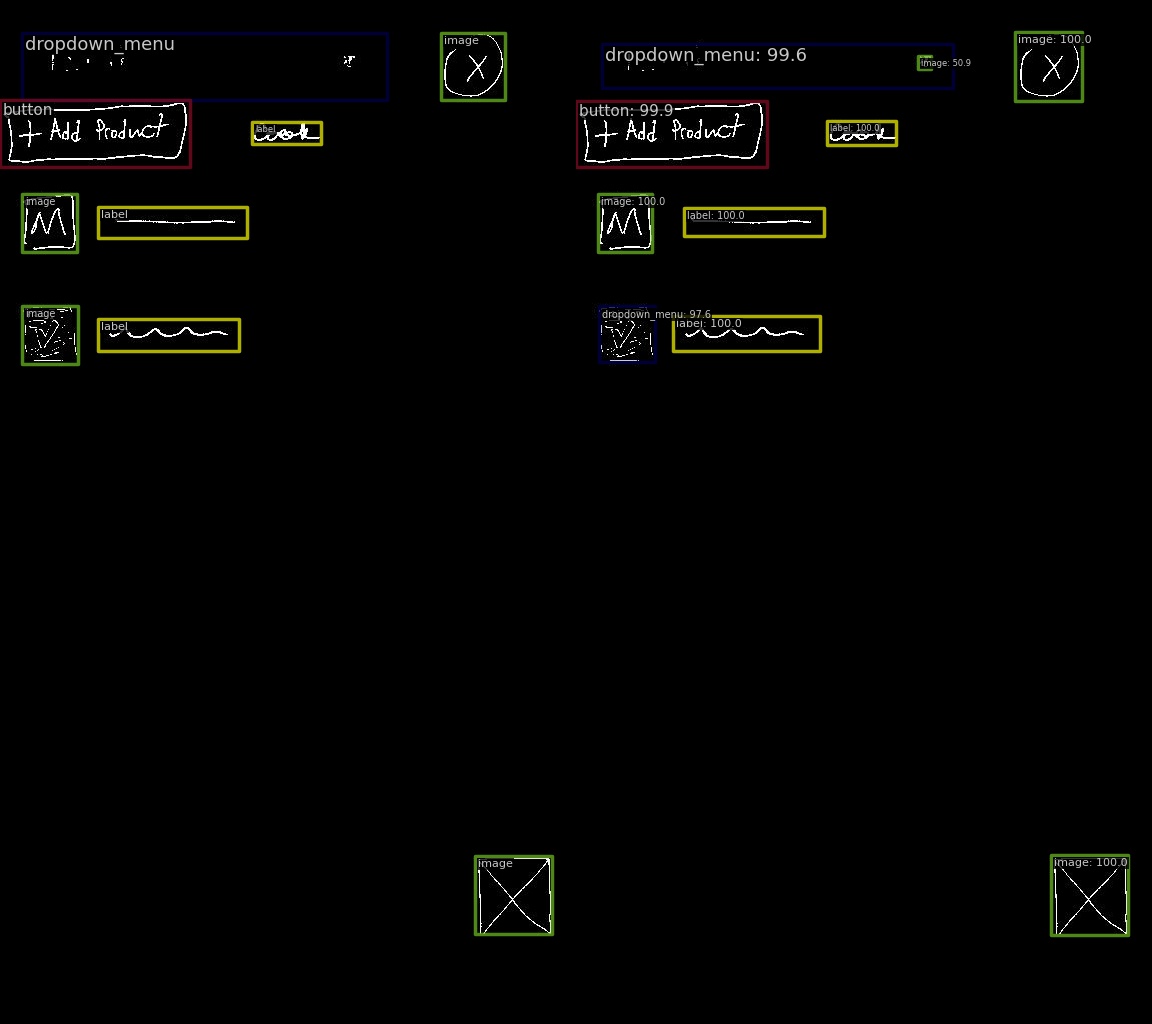 dropdown_menu
image
dropdown_menu: 99.6
image: 50.9
image: 100.0
X
X
button
+ Add Product
label
button: 99.9
+ Add Product
label: 100.0
image
M
label
image: 100.0
M
label: 100.0
image
label
dropdown_menu: 97.6
label: 100.0
image
image: 100.0